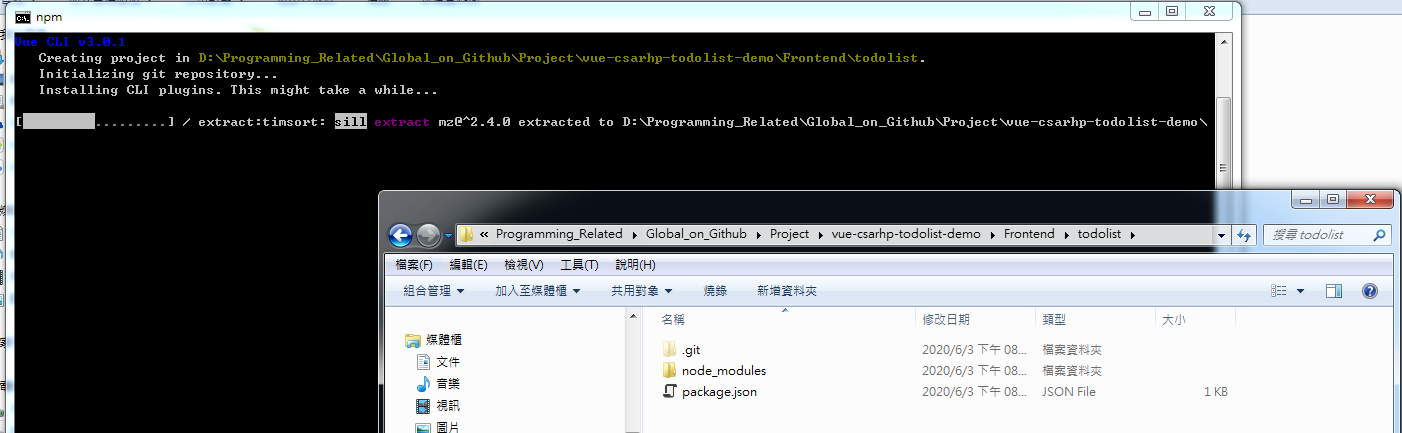 npm
Vue CLI v3.0.1
Creating project in D:\Programming_Related\Global_on_Github\Project\vue-csarhp-todolist-demo\Frontend\todolist.
Initializing git repository...
Installing CLI plugins. This might take a while...
[         .........] / extract:timsort: sill extract mz@^2.4.0 extracted to D:\Programming_Related\Global_on_Github\Project\vue-csarhp-todolist-demo\
« Programming_Related Global_on_Github Project vue-csarhp-todolist-demo Frontend todolist 搜尋 todolist
檔案(F) 編輯(E) 檢視(V) 工具(T) 說明(H)
組合管理 加入至媒體櫃 共用對象 燒錄 新增資料夾
名稱 修改日期 類型 大小
媒體櫃
文件
音樂
視訊
圖片
.git 2020/6/3 下午 08... 檔案資料夾
node_modules 2020/6/3 下午 08... 檔案資料夾
package.json 2020/6/3 下午 08... JSON File 1 KB